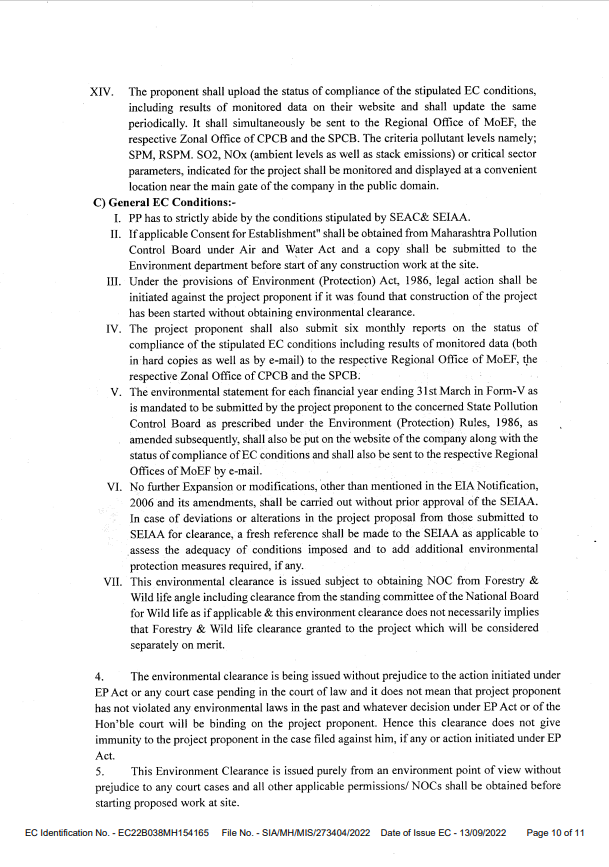 XIV. The proponent shall upload the status of compliance of the stipulated EC conditions,
including results of monitored data on their website and shall update the same
periodically. It shall simultaneously be sent to the Regional Office of MoEF, the
respective Zonal Office of CPCB and the SPCB. The criteria pollutant levels namely;
SPM, RSPM. SO2, NOx (ambient levels as well as stack emissions) or critical sector
parameters, indicated for the project shall be monitored and displayed at a convenient
location near the main gate of the company in the public domain.
C) General EC Conditions:-
I. PP has to strictly abide by the conditions stipulated by SEAC& SEIAA.
II. If applicable Consent for Establishment" shall be obtained from Maharashtra Pollution
Control Board under Air and Water Act and a copy shall be submitted to the
Environment department before start of any construction work at the site.
III. Under the provisions of Environment (Protection) Act, 1986, legal action shall be
initiated against the project proponent if it was found that construction of the project
has been started without obtaining environmental clearance.
IV. The project proponent shall also submit six monthly reports on the status of
compliance of the stipulated EC conditions including results of monitored data (both
in hard copies as well as by e-mail) to the respective Regional Office of MoEF, the
respective Zonal Office of CPCB and the SPCB.
V. The environmental statement for each financial year ending 31st March in Form-V as
is mandated to be submitted by the project proponent to the concerned State Pollution
Control Board as prescribed under the Environment (Protection) Rules, 1986, as
amended subsequently, shall also be put on the website of the company along with the
status of compliance of EC conditions and shall also be sent to the respective Regional
Offices of MoEF by e-mail.
VI. No further Expansion or modifications, other than mentioned in the EIA Notification,
2006 and its amendments, shall be carried out without prior approval of the SEIAA.
In case of deviations or alterations in the project proposal from those submitted to
SEIAA for clearance, a fresh reference shall be made to the SEIAA as applicable to
assess the adequacy of conditions imposed and to add additional environmental
protection measures required, if any.
VII. This environmental clearance is issued subject to obtaining NOC from Forestry &
Wild life angle including clearance from the standing committee of the National Board
for Wild life as if applicable & this environment clearance does not necessarily implies
that Forestry & Wild life clearance granted to the project which will be considered
separately on merit.
4. The environmental clearance is being issued without prejudice to the action initiated under
EP Act or any court case pending in the court of law and it does not mean that project proponent
has not violated any environmental laws in the past and whatever decision under EP Act or of the
Hon'ble court will be binding on the project proponent. Hence this clearance does not give
immunity to the project proponent in the case filed against him, if any or action initiated under EP
Act.
5. This Environment Clearance is issued purely from an environment point of view without
prejudice to any court cases and all other applicable permissions/ NOCs shall be obtained before
starting proposed work at site.
EC Identification No. - EC22B038MH154165 File No. - SIA/MH/MIS/273404/2022 Date of Issue EC - 13/09/2022 Page 10 of 11